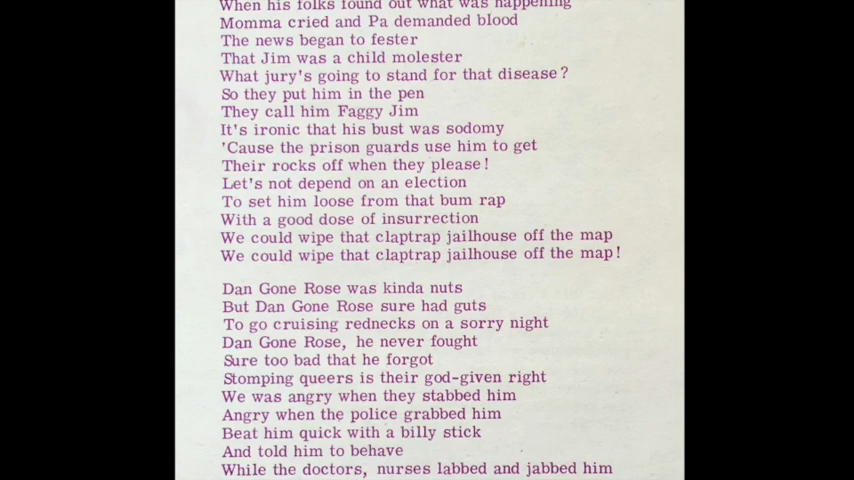 When his folks found out what was happening
Momma cried and Pa demanded blood
The news began to fester
That Jim was a child molester
What jury's going to stand for that disease?
So they put him in the pen
They call him Faggy Jim
It's ironic that his bust was sodomy
'Cause the prison guards use him to get
Their rocks off when they please!
Let's not depend on an election
To set him loose from that bum rap
With a good dose of insurrection
We could wipe that claptrap jailhouse off the map
We could wipe that claptrap jailhouse off the map!
Dan Gone Rose was kinda nuts
But Dan Gone Rose sure had guts
To go cruising rednecks on a sorry night
Dan Gone Rose, he never fought
Sure too bad that he forgot
Stomping queers is their god-given right
We was angry when they stabbed him
Angry when the police grabbed him
Beat him quick with a billy stick
And told him to behave
While the doctors, nurses labbed and jabbed him